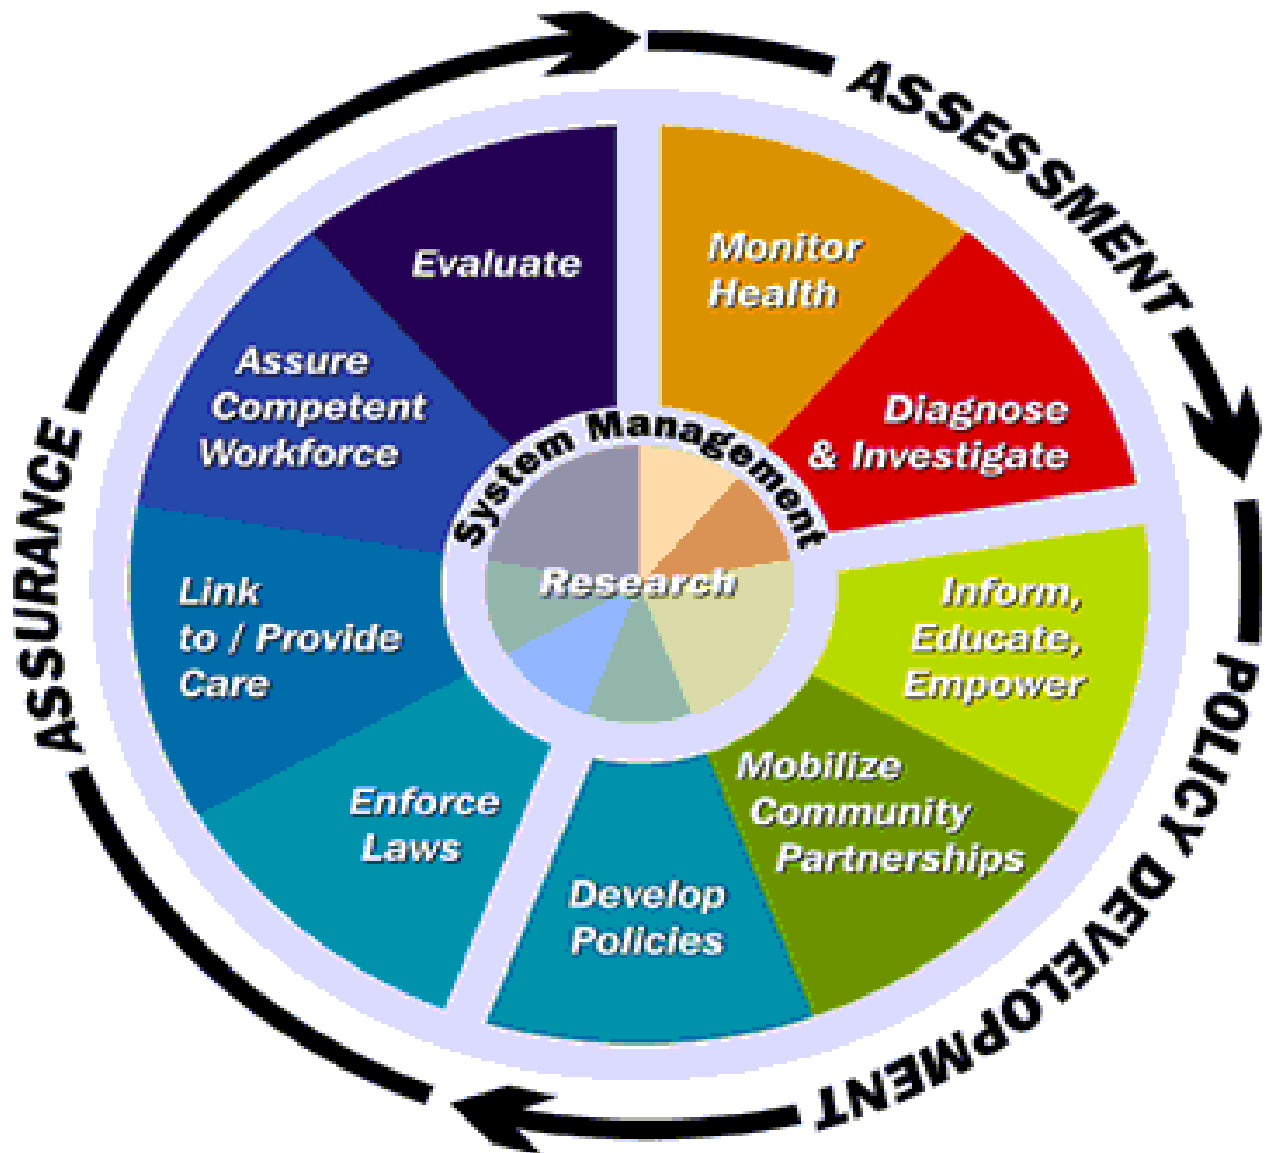 ASSESSMENT
Monitor
Health
Diagnose
& Investigate
Inform,
Educate,
Empower
Mobilize
Community
Partnerships
POLICY DEVELOPMENT
Develop
Policies
Enforce
Laws
Link
to / Provide
Care
Assure
Competent
Workforce
Evaluate
ASSURANCE
System Management
Research